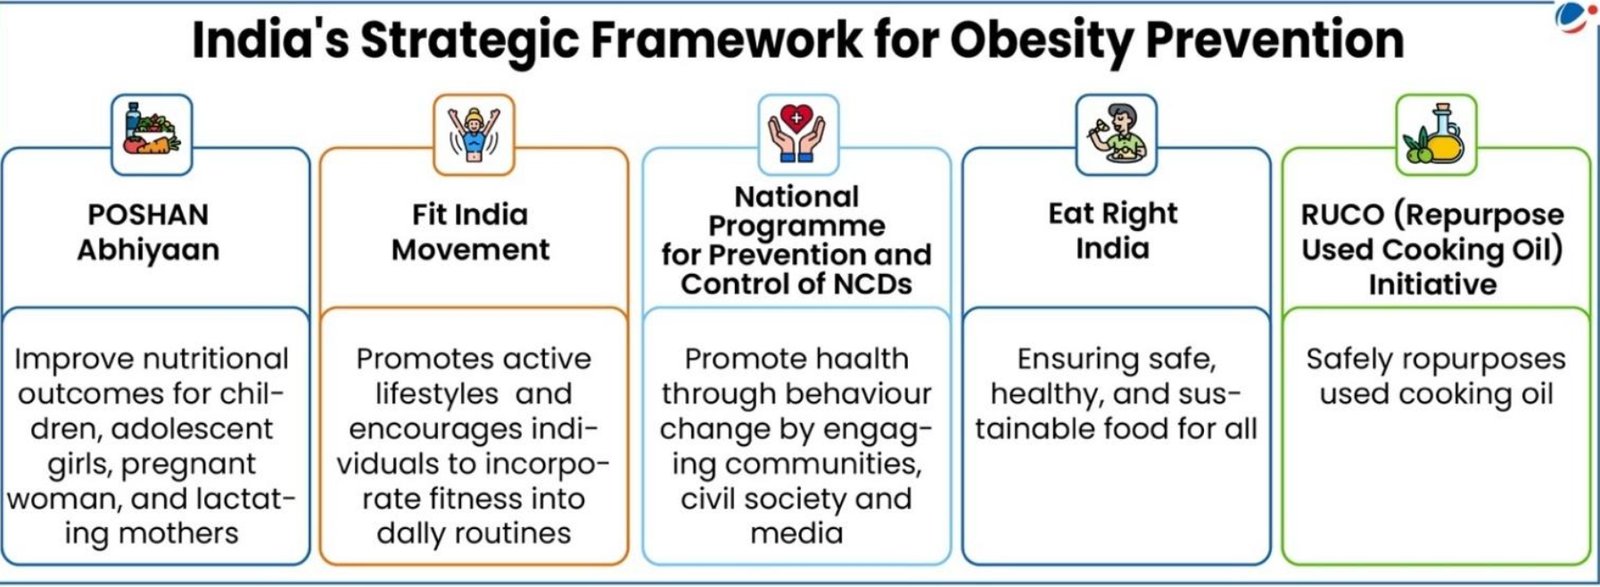 India's Strategic Framework for Obesity Prevention
POSHAN
Abhiyaan
Improve nutritional
outcomes for chil-
dren, adolescent
girls, pregnant
woman, and lactat-
ing mothers
Fit India
Movement
Promotes active
lifestyles and
encourages indi-
viduals to incorpo-
rate fitness into
dally routines
National
Programme
for Prevention and
Control of NCDs
Promote haalth
through behaviour
change by engag-
ing communities,
civil society and
media
Eat Right
India
Ensuring safe,
healthy, and sus-
tainable food for all
RUCO (Repurpose
Used Cooking Oil)
Initiative
Safely ropurposes
used cooking oil